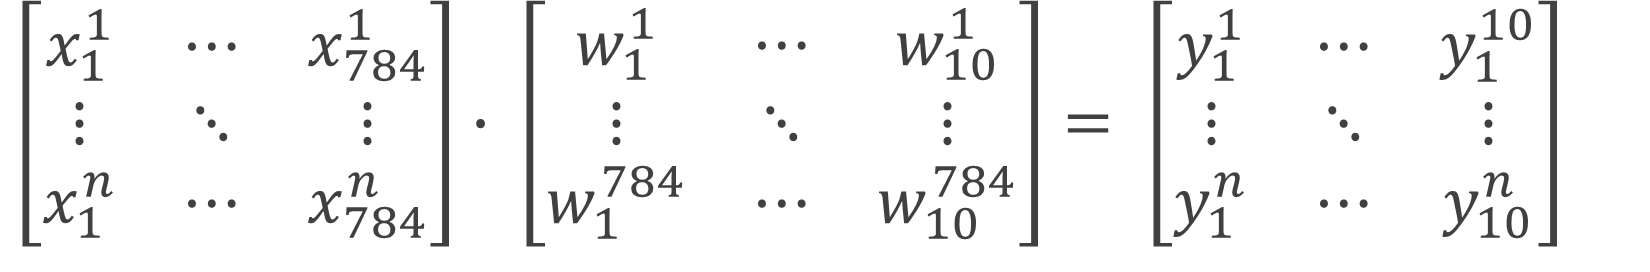 [x_1^1 ⋯ x_784^1] · [w_1^1 ⋯ w_10^1] = [y_1^1 ⋯ y_1^10]
[⋮ ⋱ ⋮] [⋮ ⋱ ⋮] [⋮ ⋱ ⋮]
[x_1^n ⋯ x_784^n] [w_1^784 ⋯ w_10^784] [y_1^n ⋯ y_10^n]